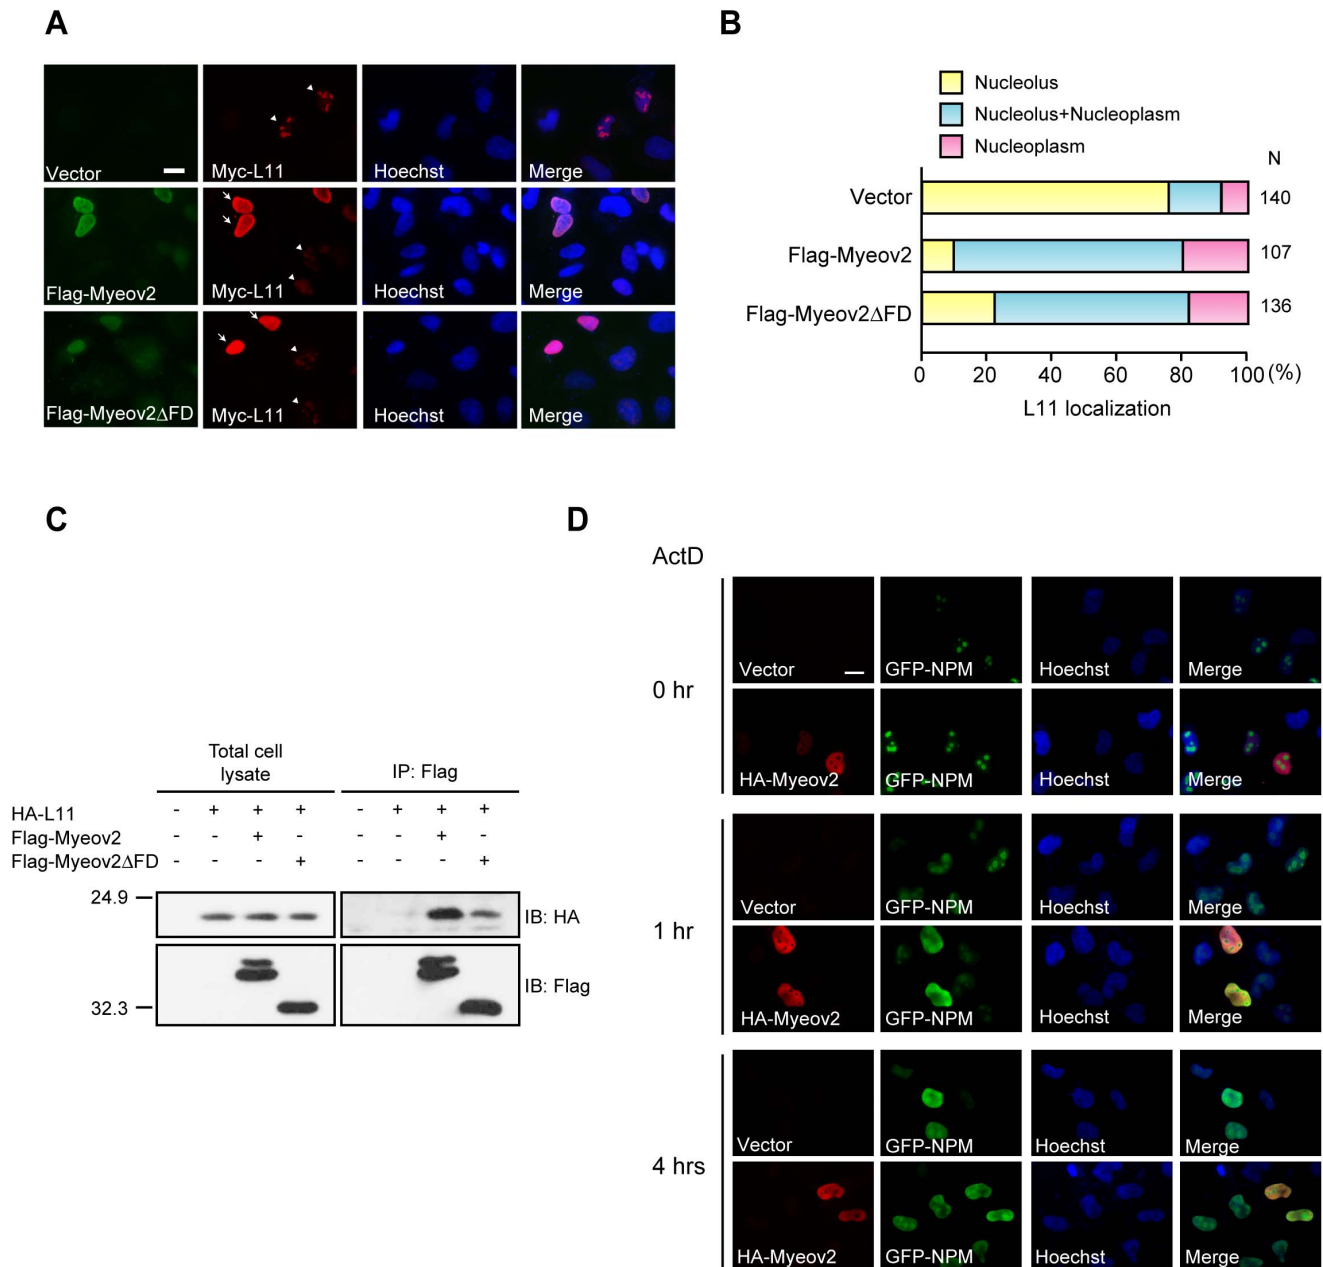 A
Vector Myc-L11 Hoechst Merge
Flag-Myeov2 Myc-L11 Hoechst Merge
Flag-Myeov2ΔFD Myc-L11 Hoechst Merge
B
Nucleolus
Nucleolus+Nucleoplasm
Nucleoplasm
N
Vector 140
Flag-Myeov2 107
Flag-Myeov2ΔFD 136
0 20 40 60 80 100 (%)
L11 localization
C
Total cell
lysate
IP: Flag
HA-L11 - + + + - + + +
Flag-Myeov2 - - + - - - + -
Flag-Myeov2ΔFD - - - + - - - +
24.9
IB: HA
IB: Flag
32.3
D
ActD
0 hr
Vector GFP-NPM Hoechst Merge
HA-Myeov2 GFP-NPM Hoechst Merge
1 hr
Vector GFP-NPM Hoechst Merge
HA-Myeov2 GFP-NPM Hoechst Merge
4 hrs
Vector GFP-NPM Hoechst Merge
HA-Myeov2 GFP-NPM Hoechst Merge